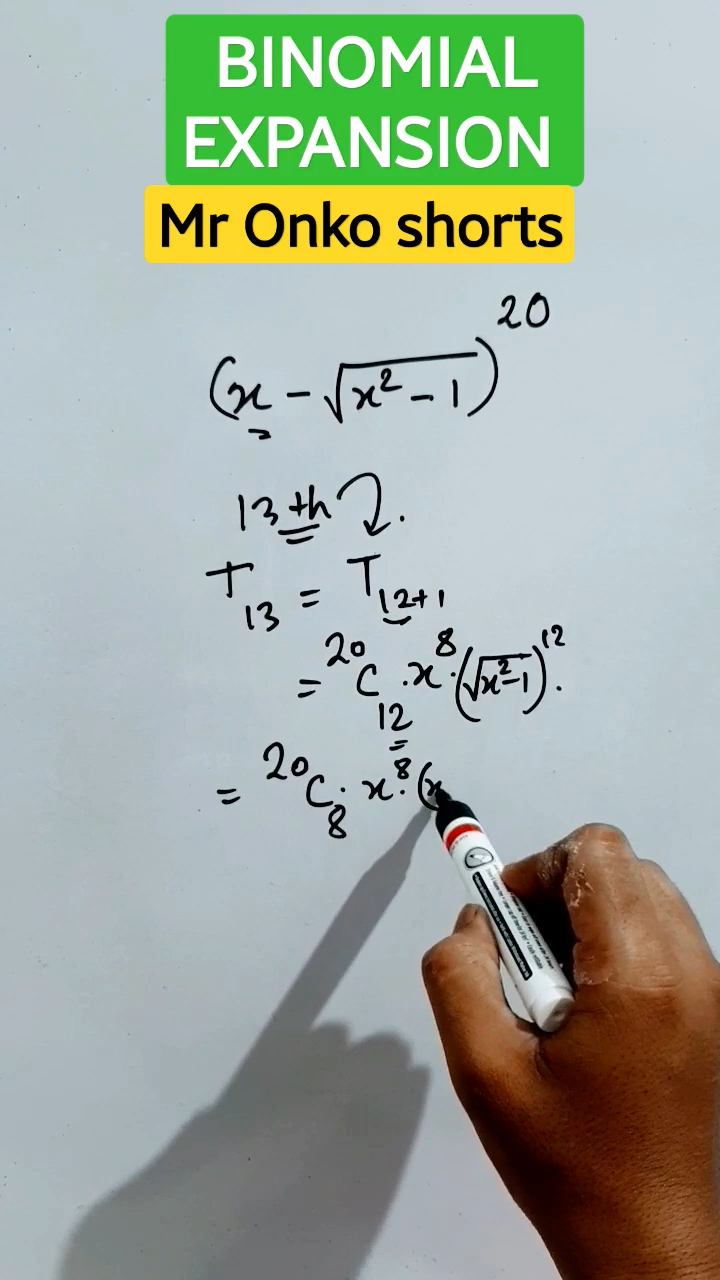 BINOMIAL
EXPANSION
Mr Onko shorts
(x - √(x² - 1))²⁰
13th
T₁₃ = T₁₂₊₁
= ²⁰C₁₂ . x⁸ . (√(x²-1))¹² .
= ²⁰C₈ . x⁸ . (x